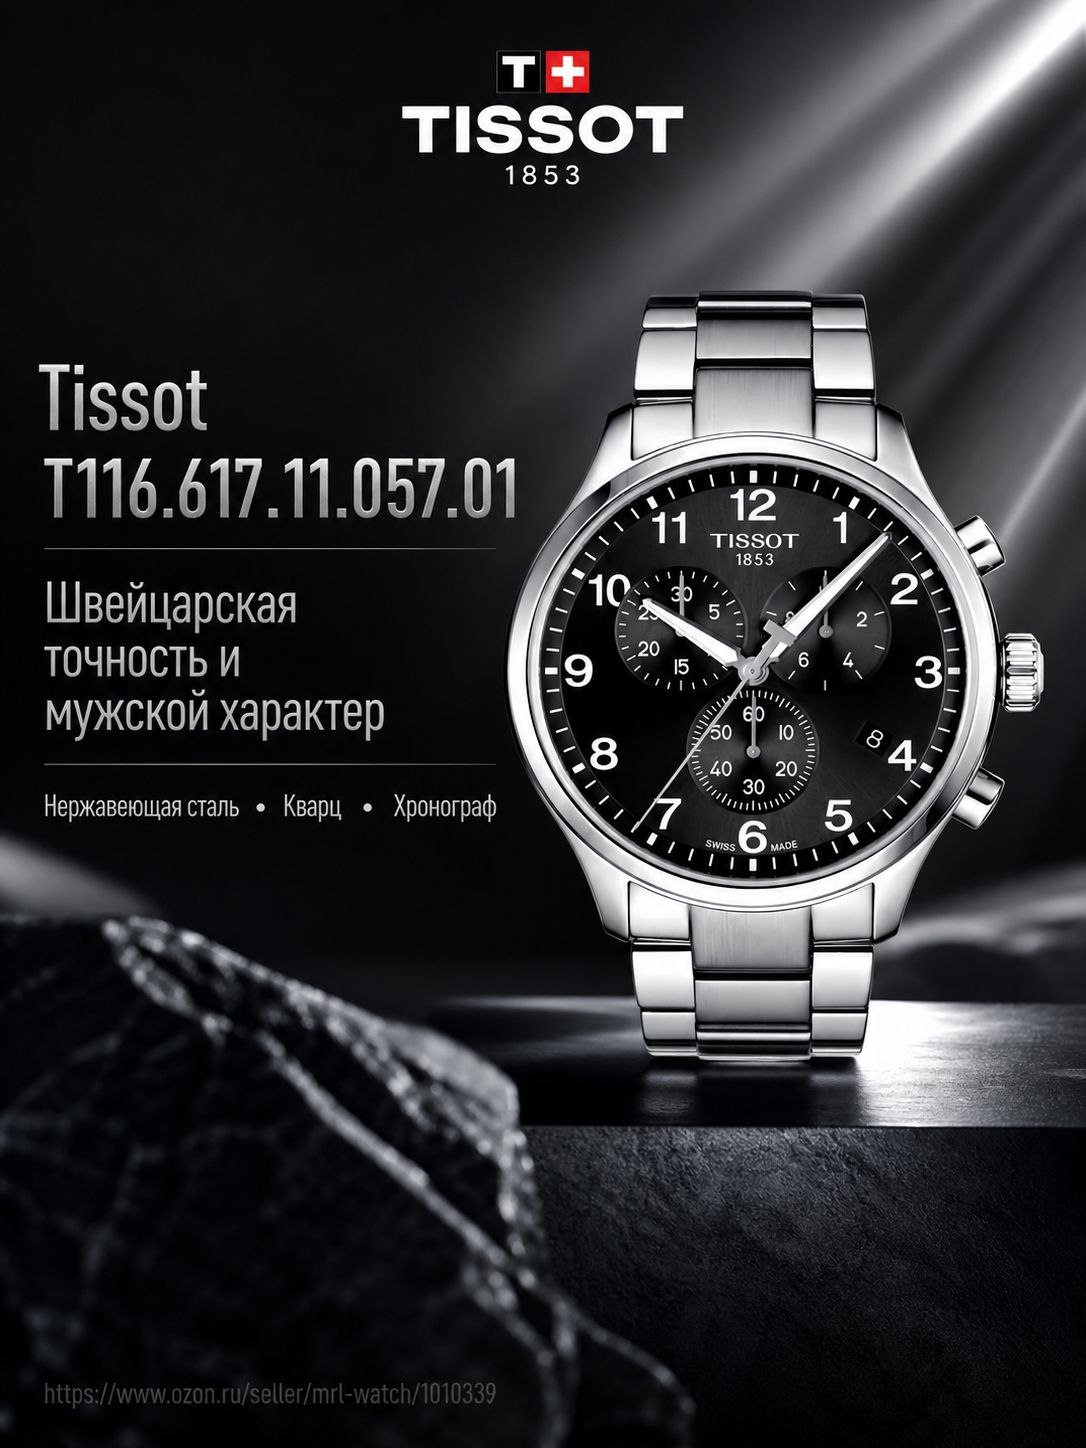 T
TISSOT
1853
Tissot
T116.617.11.057.01
Швейцарская
точность и
мужской характер
Нержавеющая сталь • Кварц • Хронограф
12
11
1
TISSOT
1853
10
2
30
5
20
15
2
6
4
9
3
60
50
10
40
20
30
8
8
4
7
5
6
SWISS MADE
https://www.ozon.ru/seller/mrl-watch/1010339